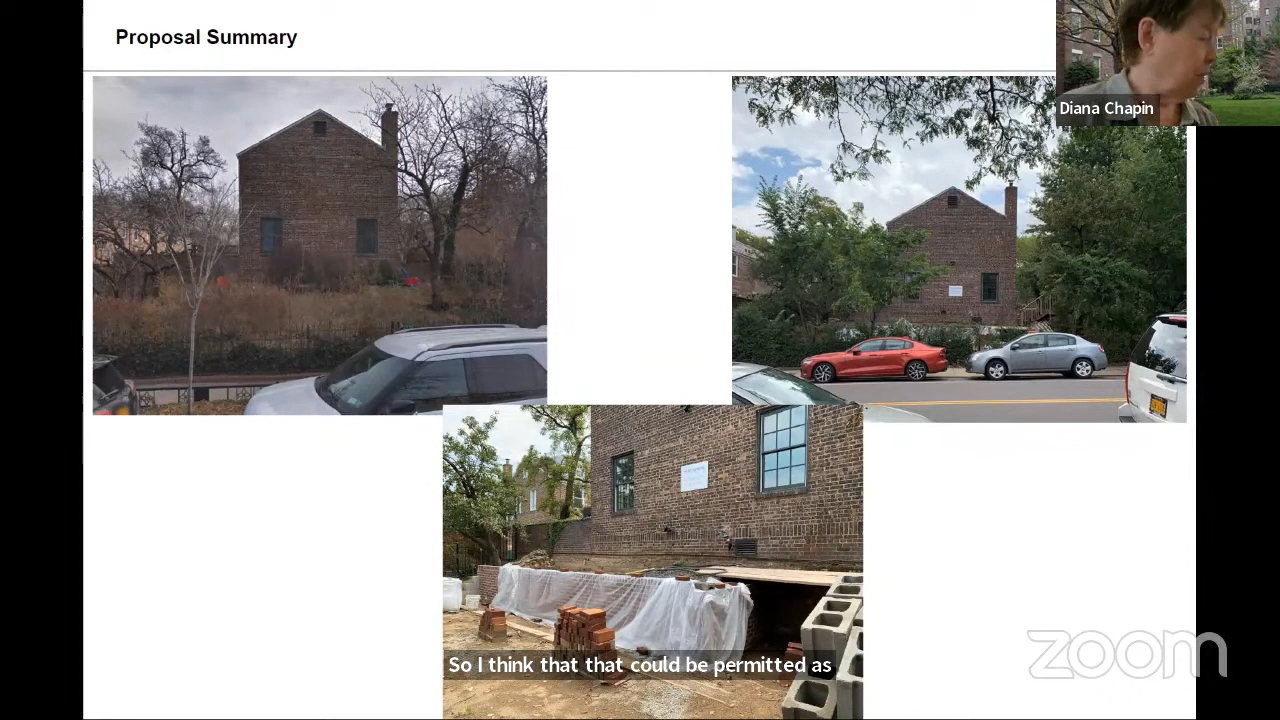 Proposal Summary
Diana Chapin
So I think that that could be permitted as
zoom